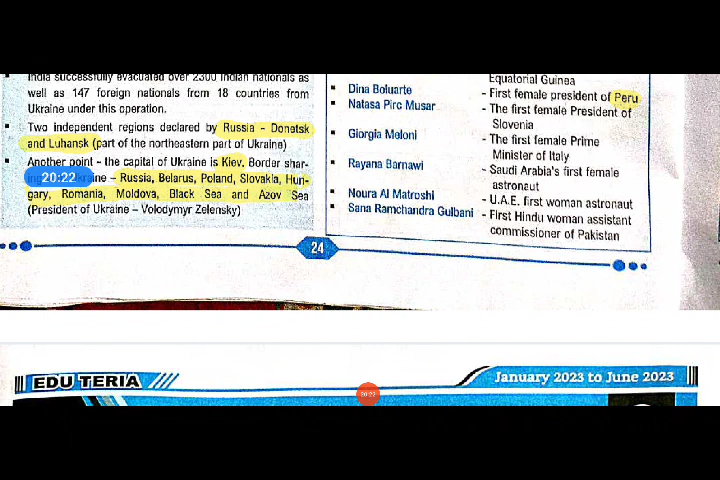 India successfully evacuated over 2300 Indian nationals as
well as 147 foreign nationals from 18 countries from
Ukraine under this operation.
▪ Two independent regions declared by Russia - Donetsk
and Luhansk (part of the northeastern part of Ukraine)
▪ Another point - the capital of Ukraine is Kiev. Border shar-
20:22
– Russia, Belarus, Poland, Slovakia, Hun-
gary, Romania, Moldova, Black Sea and Azov Sea
(President of Ukraine – Volodymyr Zelensky)
Equatorial Guinea
▪ Dina Boluarte - First female president of Peru
▪ Natasa Pirc Musar - The first female President of
Slovenia
▪ Giorgia Meloni - The first female Prime
Minister of Italy
▪ Rayana Barnawi - Saudi Arabia's first female
astronaut
▪ Noura Al Matroshi - U.A.E. first woman astronaut
▪ Sana Ramchandra Gulbani - First Hindu woman assistant
commissioner of Pakistan
24
EDU TERIA
January 2023 to June 2023